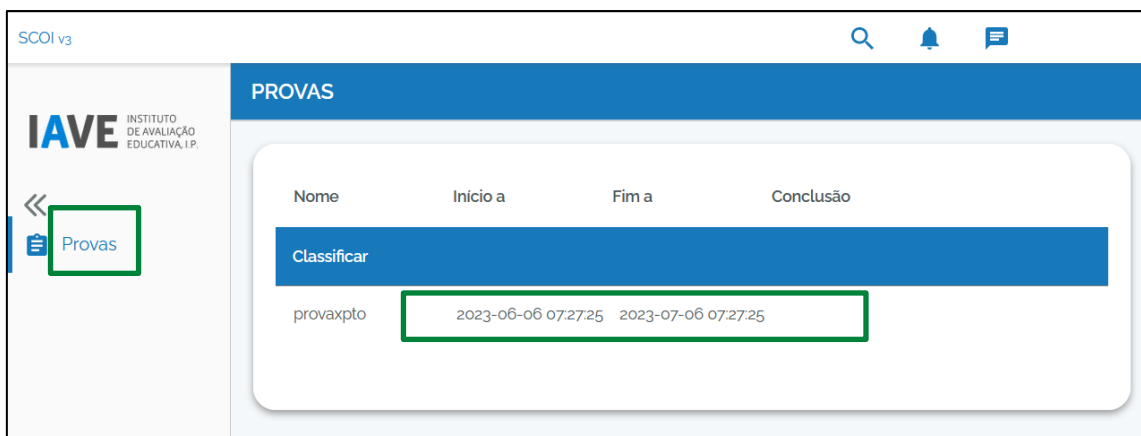 SCOI v3
IAVE
INSTITUTO
DE AVALIAÇÃO
EDUCATIVA, I.P.
Provas
PROVAS
Nome Início a Fim a Conclusão
Classificar
provaxpto 2023-06-06 07:27:25 2023-07-06 07:27:25